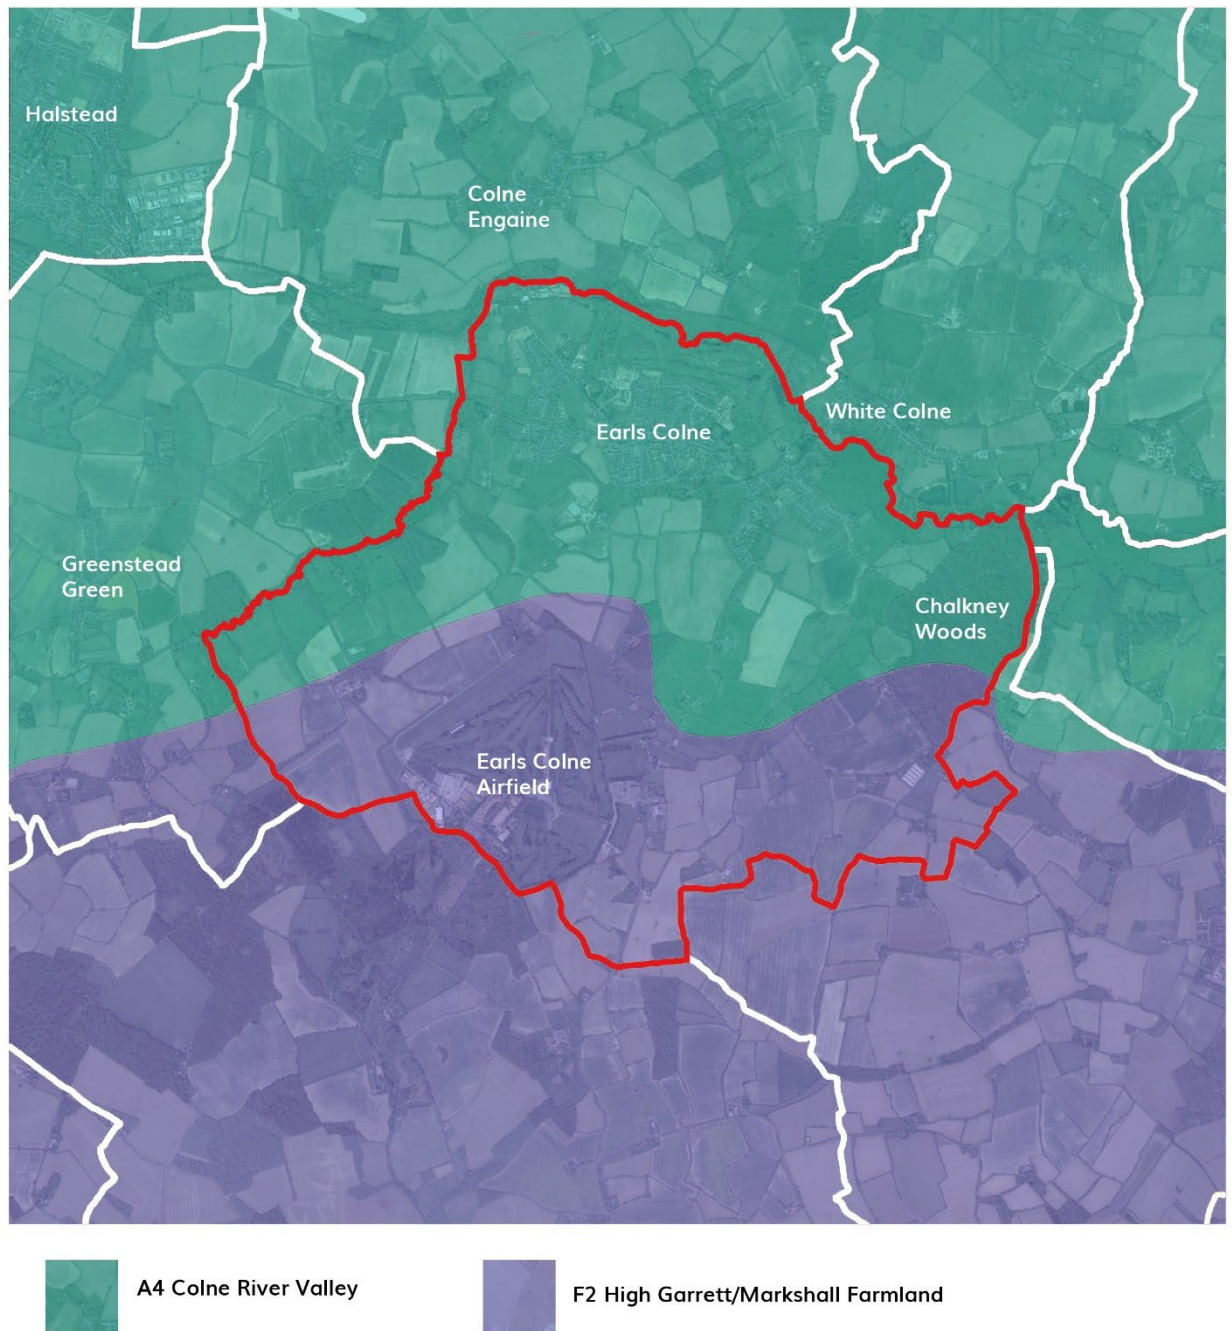 Halstead
Colne
Engaine
White Colne
Earls Colne
Greenstead
Green
Chalkney
Woods
Earls Colne
Airfield
A4 Colne River Valley
F2 High Garrett/Markshall Farmland